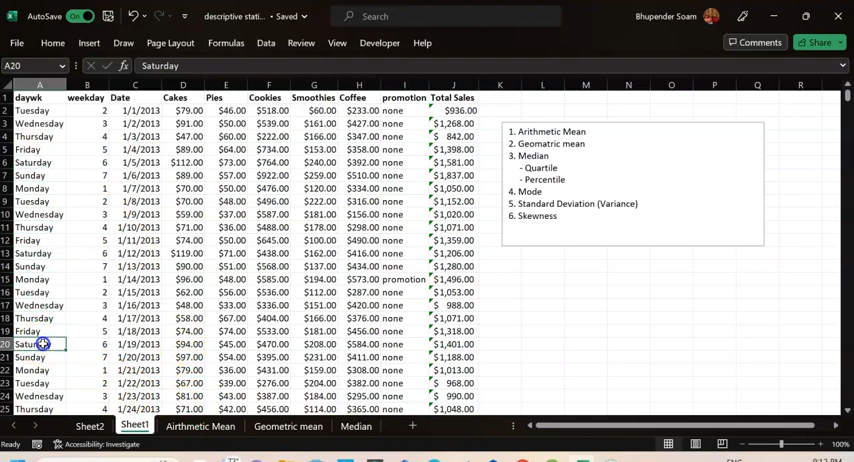 AutoSave On descriptive stati... • Saved Search Bhupender Soam
File Home Insert Draw Page Layout Formulas Data Review View Developer Help Comments Share
A20 fx Saturday
A B C D E F G H I J K L M N O P Q R
1 daywk weekday Date Cakes Pies Cookies Smoothies Coffee promotion Total Sales
2 Tuesday 2 1/1/2013 $79.00 $46.00 $518.00 $60.00 $233.00 none $936.00
3 Wednesday 3 1/2/2013 $91.00 $50.00 $539.00 $161.00 $427.00 none $1,268.00
4 Thursday 4 1/3/2013 $47.00 $60.00 $222.00 $166.00 $347.00 none $ 842.00
5 Friday 5 1/4/2013 $89.00 $64.00 $734.00 $153.00 $358.00 none $1,398.00
6 Saturday 6 1/5/2013 $112.00 $73.00 $764.00 $240.00 $392.00 none $1,581.00
7 Sunday 7 1/6/2013 $89.00 $57.00 $922.00 $259.00 $510.00 none $1,837.00
8 Monday 1 1/7/2013 $70.00 $50.00 $476.00 $120.00 $334.00 none $1,050.00
9 Tuesday 2 1/8/2013 $70.00 $48.00 $496.00 $222.00 $316.00 none $1,152.00
10 Wednesday 3 1/9/2013 $59.00 $37.00 $587.00 $181.00 $156.00 none $1,020.00
11 Thursday 4 1/10/2013 $71.00 $36.00 $488.00 $178.00 $298.00 none $1,071.00
12 Friday 5 1/11/2013 $74.00 $50.00 $645.00 $100.00 $490.00 none $1,359.00
13 Saturday 6 1/12/2013 $119.00 $71.00 $438.00 $162.00 $416.00 none $1,206.00
14 Sunday 7 1/13/2013 $90.00 $51.00 $568.00 $137.00 $434.00 none $1,280.00
15 Monday 1 1/14/2013 $96.00 $48.00 $585.00 $194.00 $573.00 promotion $1,496.00
16 Tuesday 2 1/15/2013 $62.00 $56.00 $536.00 $112.00 $287.00 none $1,053.00
17 Wednesday 3 1/16/2013 $48.00 $33.00 $336.00 $151.00 $420.00 none $ 988.00
18 Thursday 4 1/17/2013 $58.00 $67.00 $404.00 $166.00 $376.00 none $1,071.00
19 Friday 5 1/18/2013 $74.00 $74.00 $533.00 $181.00 $456.00 none $1,318.00
20 Saturday 6 1/19/2013 $94.00 $45.00 $470.00 $208.00 $584.00 none $1,401.00
21 Sunday 7 1/20/2013 $97.00 $54.00 $395.00 $231.00 $411.00 none $1,188.00
22 Monday 1 1/21/2013 $79.00 $36.00 $431.00 $159.00 $308.00 none $1,013.00
23 Tuesday 2 1/22/2013 $67.00 $39.00 $276.00 $204.00 $382.00 none $ 968.00
24 Wednesday 3 1/23/2013 $81.00 $43.00 $387.00 $184.00 $295.00 none $ 990.00
25 Thursday 4 1/24/2013 $71.00 $42.00 $456.00 $114.00 $365.00 none $1,048.00
1. Arithmetic Mean
2. Geomatric mean
3. Median
- Quartile
- Percentile
4. Mode
5. Standard Deviation (Variance)
6. Skewness
Sheet2 Sheet1 Arithmetic Mean Geometric mean Median
Ready Accessibility: Investigate 100%